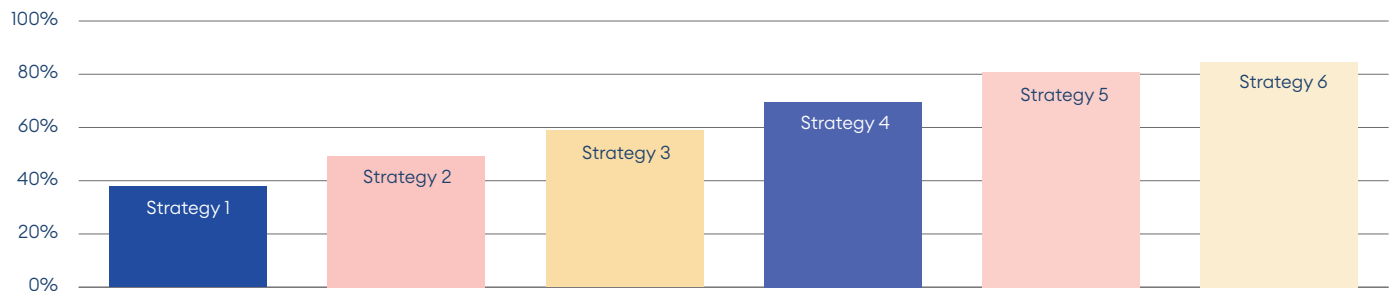 100%
80%
60%
40%
20%
0%
Strategy 1
Strategy 2
Strategy 3
Strategy 4
Strategy 5
Strategy 6